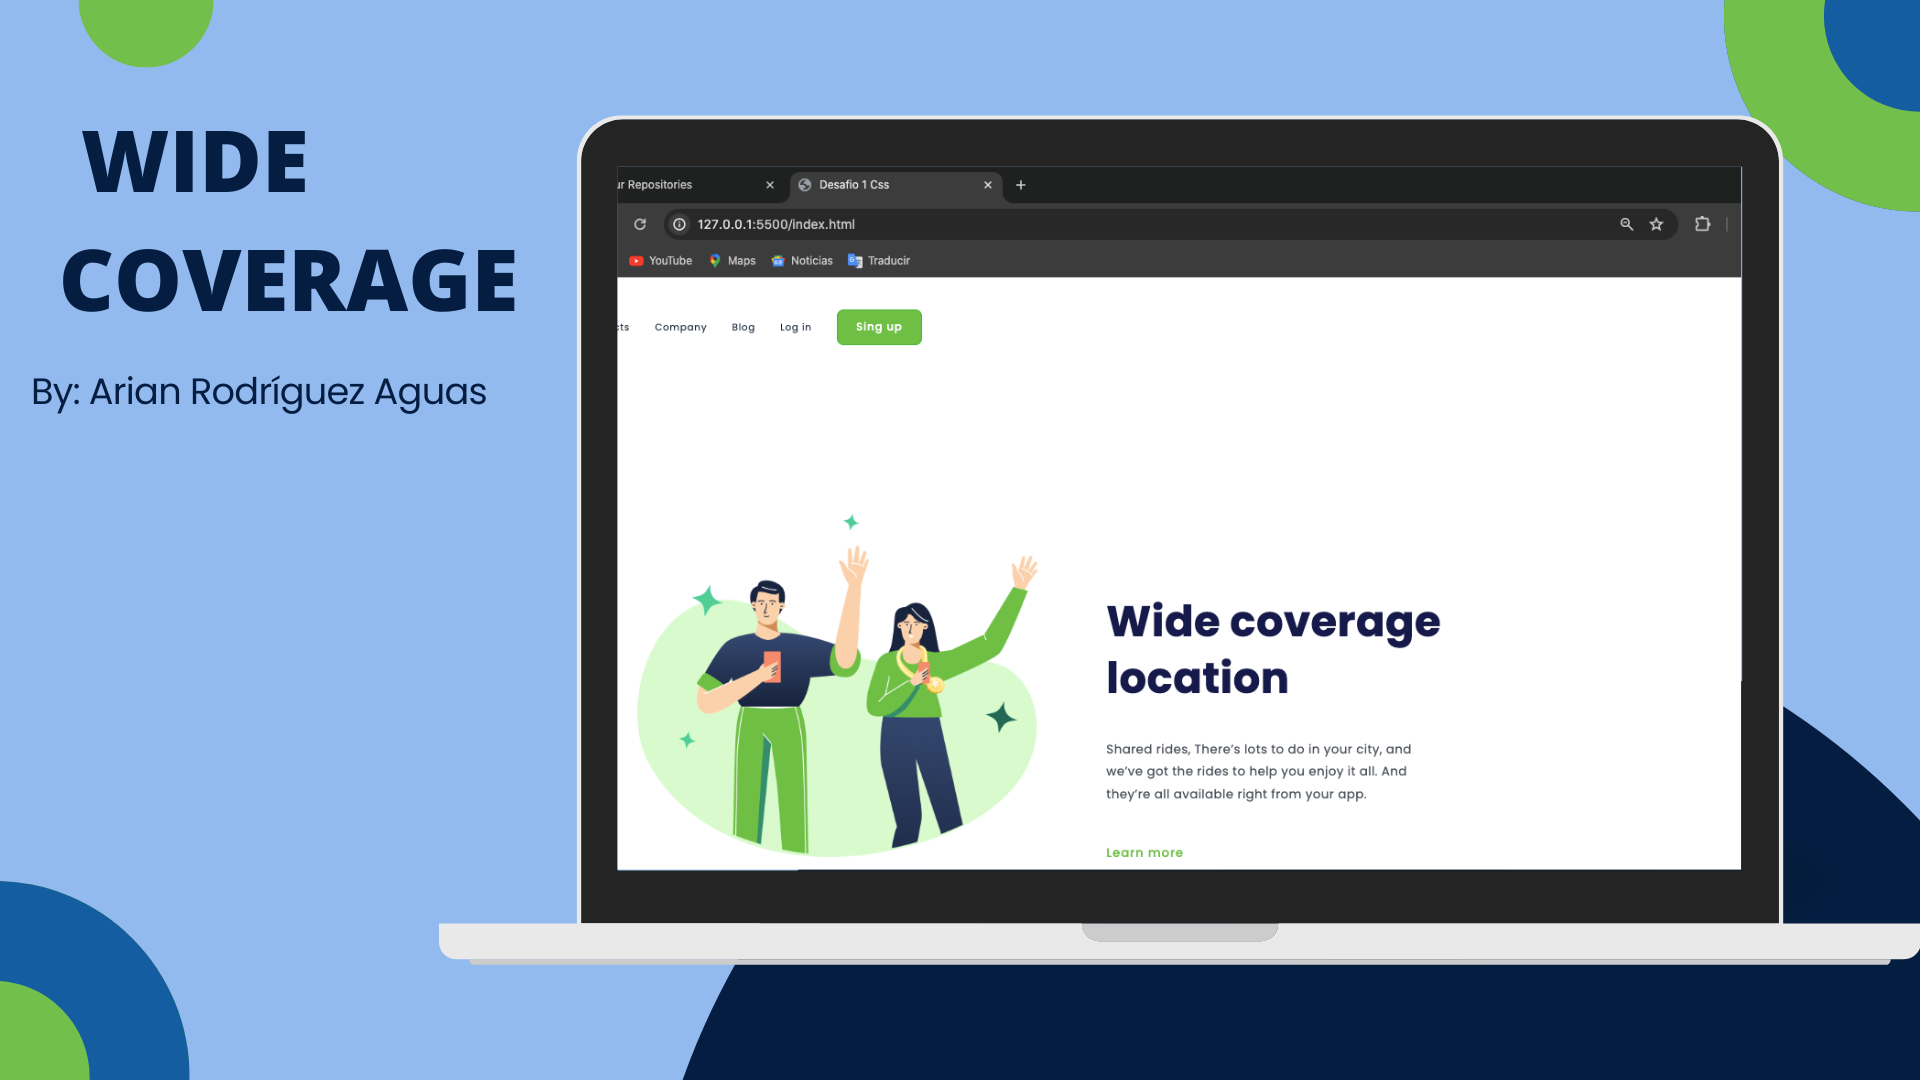 WIDE
COVERAGE
By: Arian Rodríguez Aguas
ur Repositories
Desafio 1 Css
127.0.0.1:5500/index.html
YouTube Maps Noticias Traducir
cts Company Blog Log in Sing up
Wide coverage
location
Shared rides, There's lots to do in your city, and
we've got the rides to help you enjoy it all. And
they're all available right from your app.
Learn more